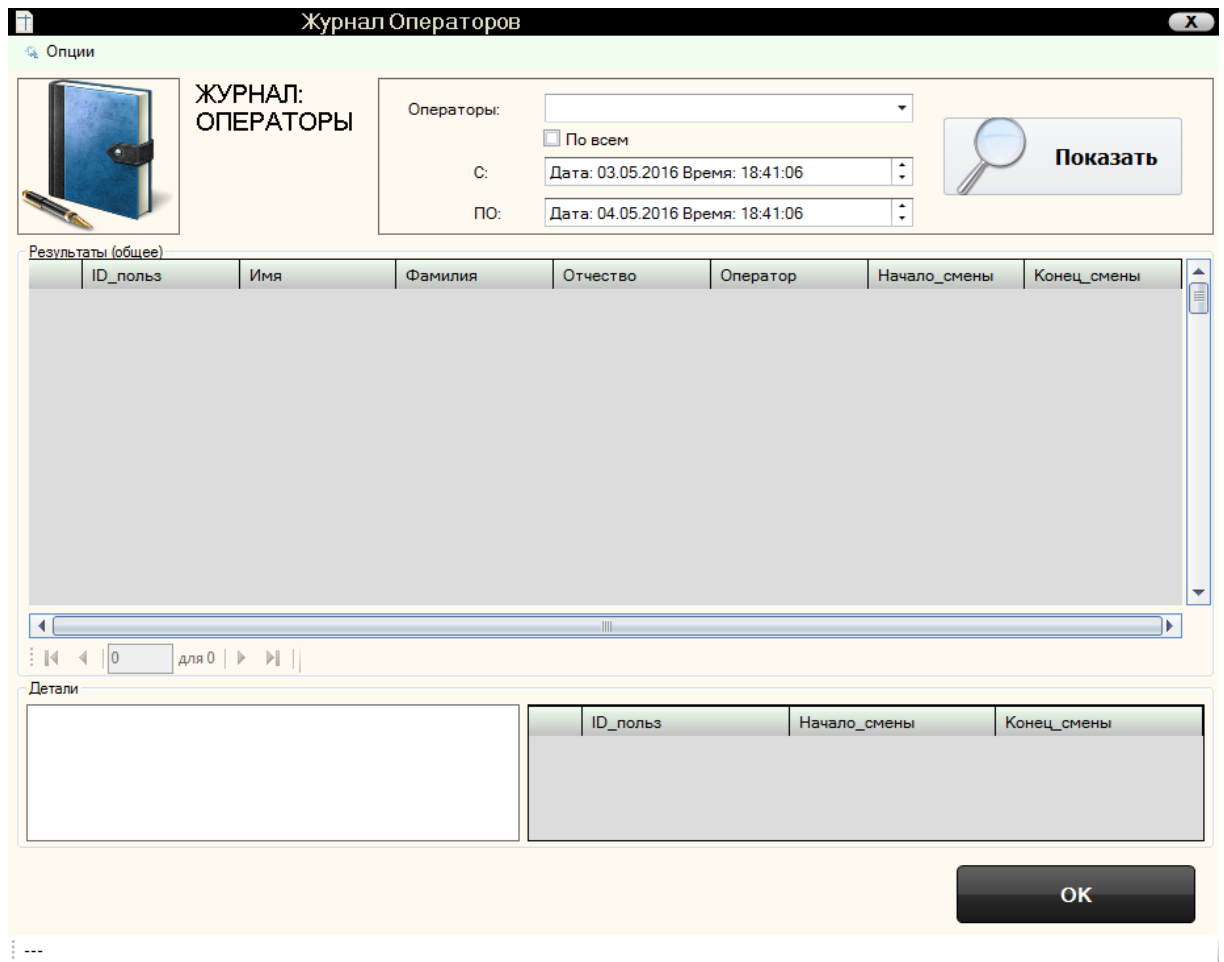 Журнал Операторов
X
Опции
ЖУРНАЛ:
ОПЕРАТОРЫ
Операторы:
По всем
С: Дата: 03.05.2016 Время: 18:41:06
ПО: Дата: 04.05.2016 Время: 18:41:06
Показать
Результаты (общее)
ID_польз Имя Фамилия Отчество Оператор Начало_смены Конец_смены
0 для 0
Детали
ID_польз Начало_смены Конец_смены
OK
---